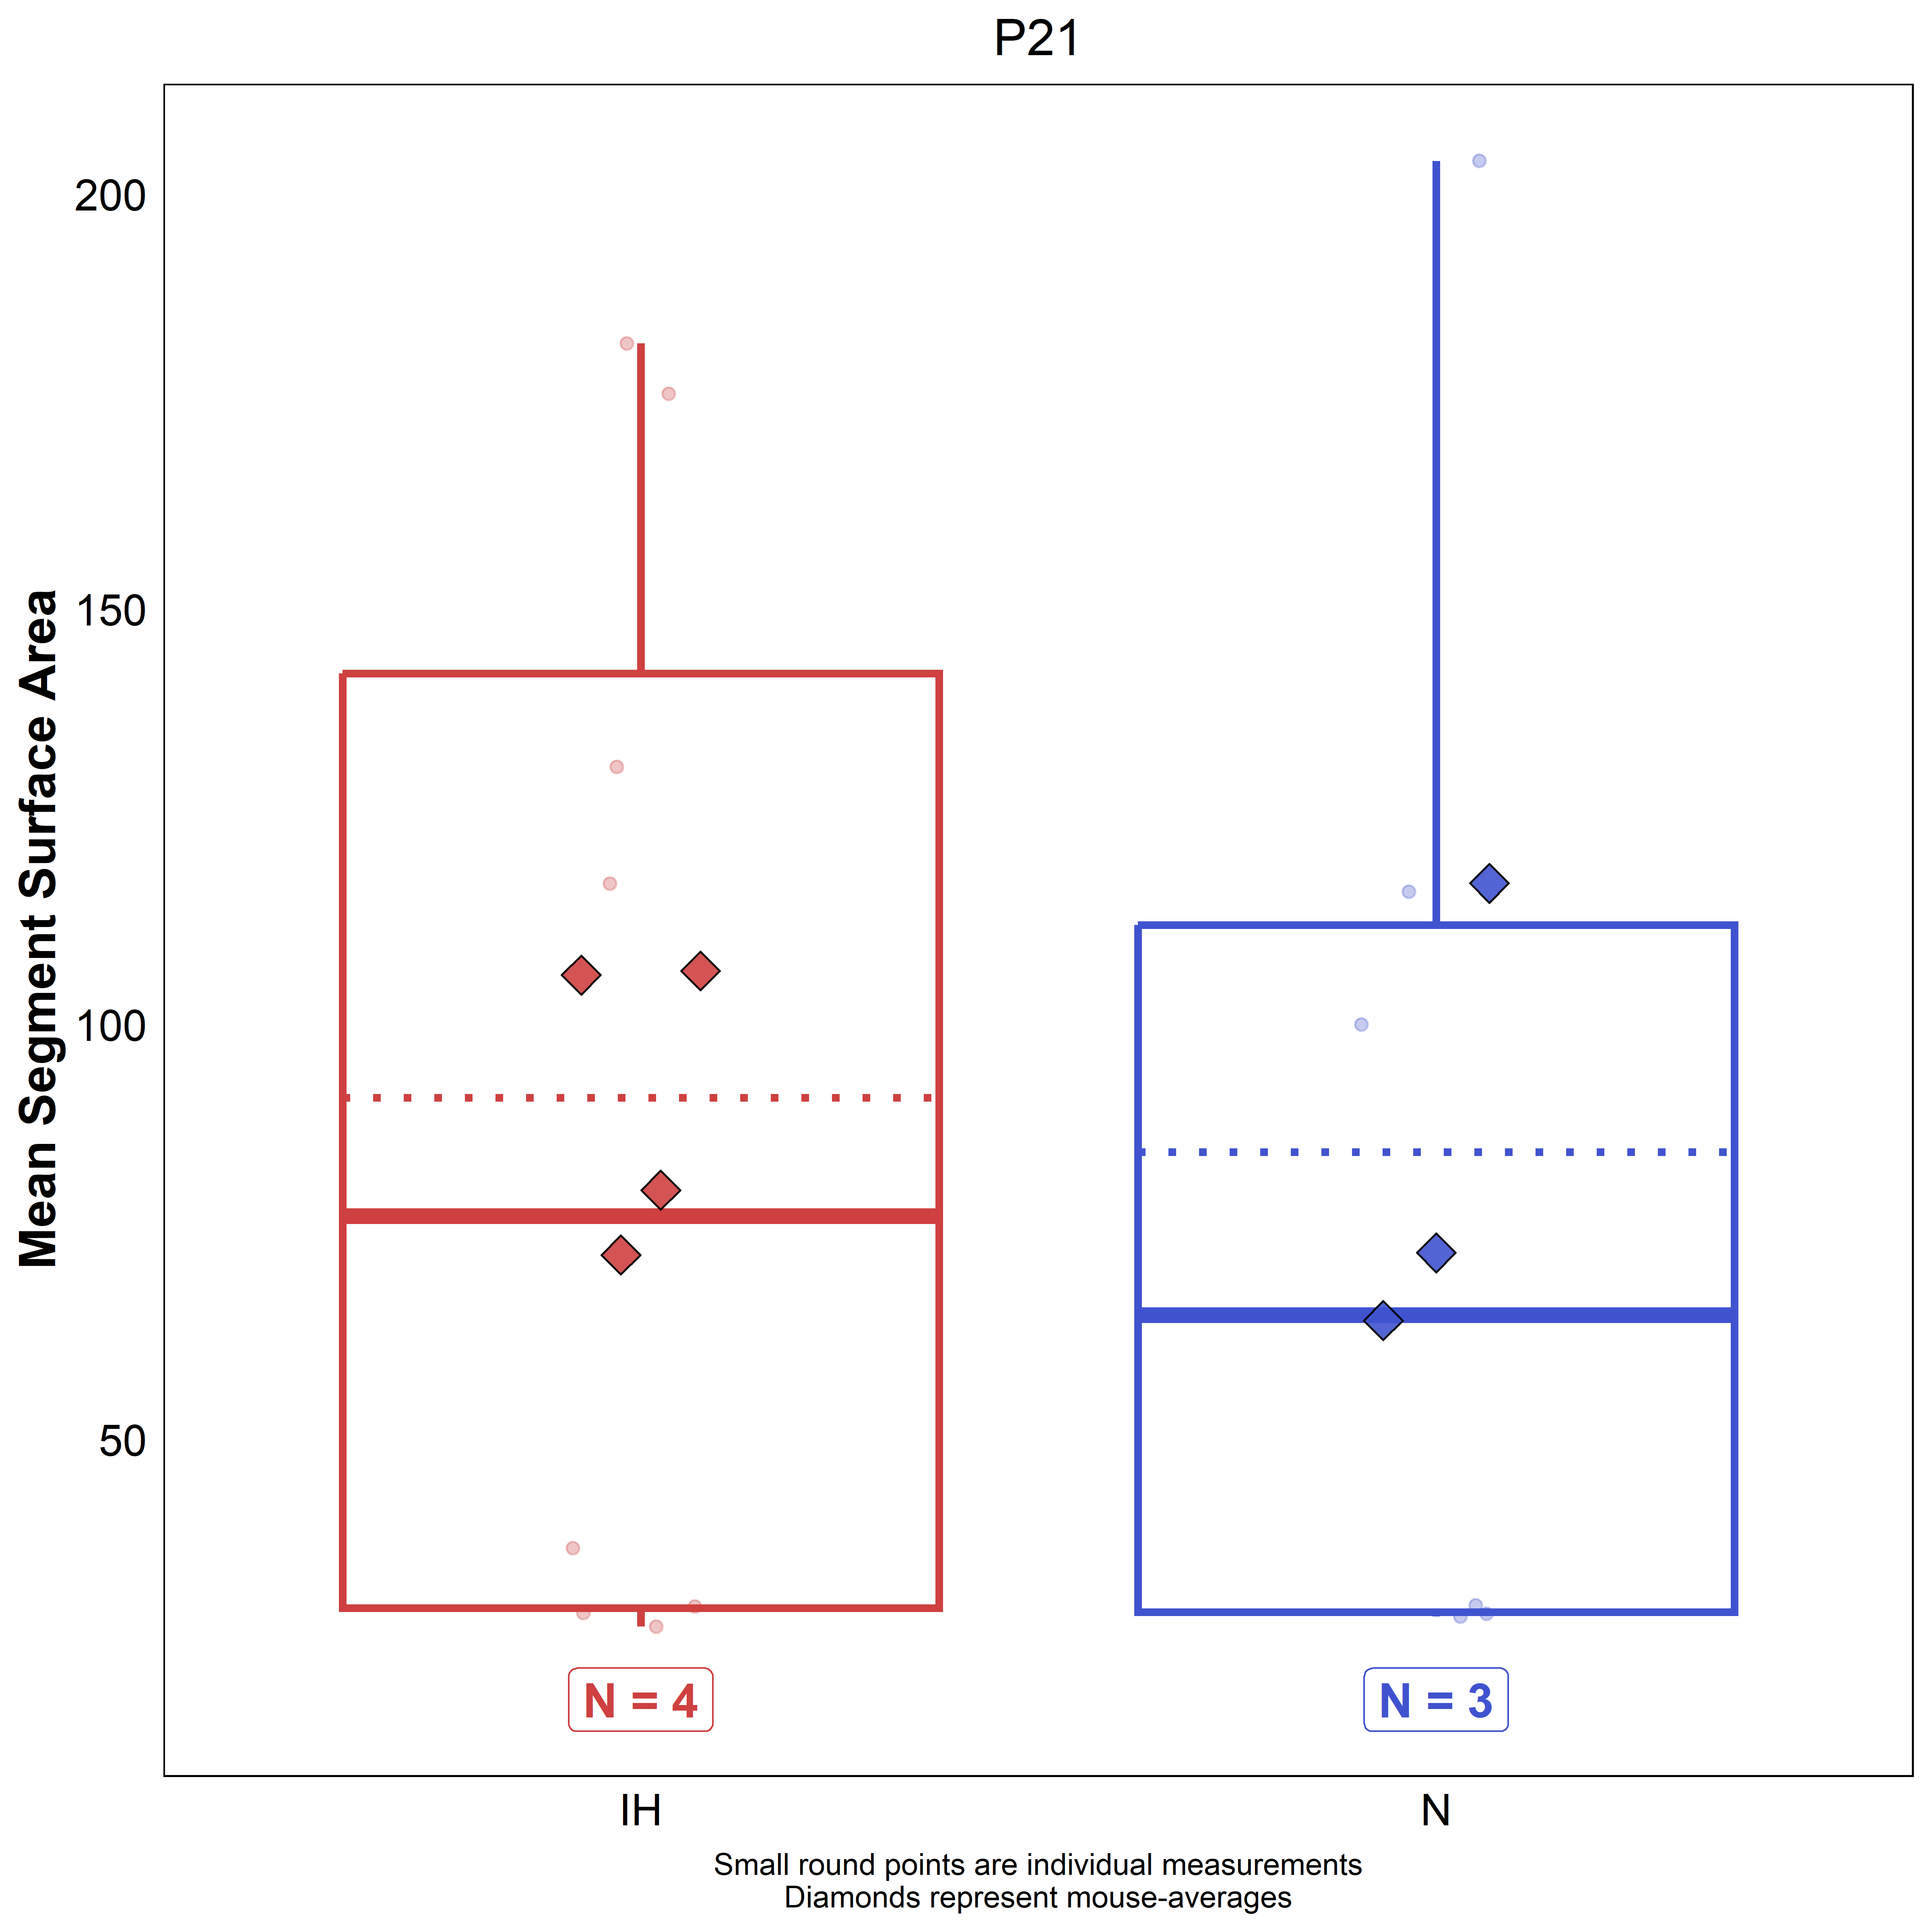 P21
Mean Segment Surface Area
200
150
100
50
N = 4
N = 3
IH
N
Small round points are individual measurements
Diamonds represent mouse-averages